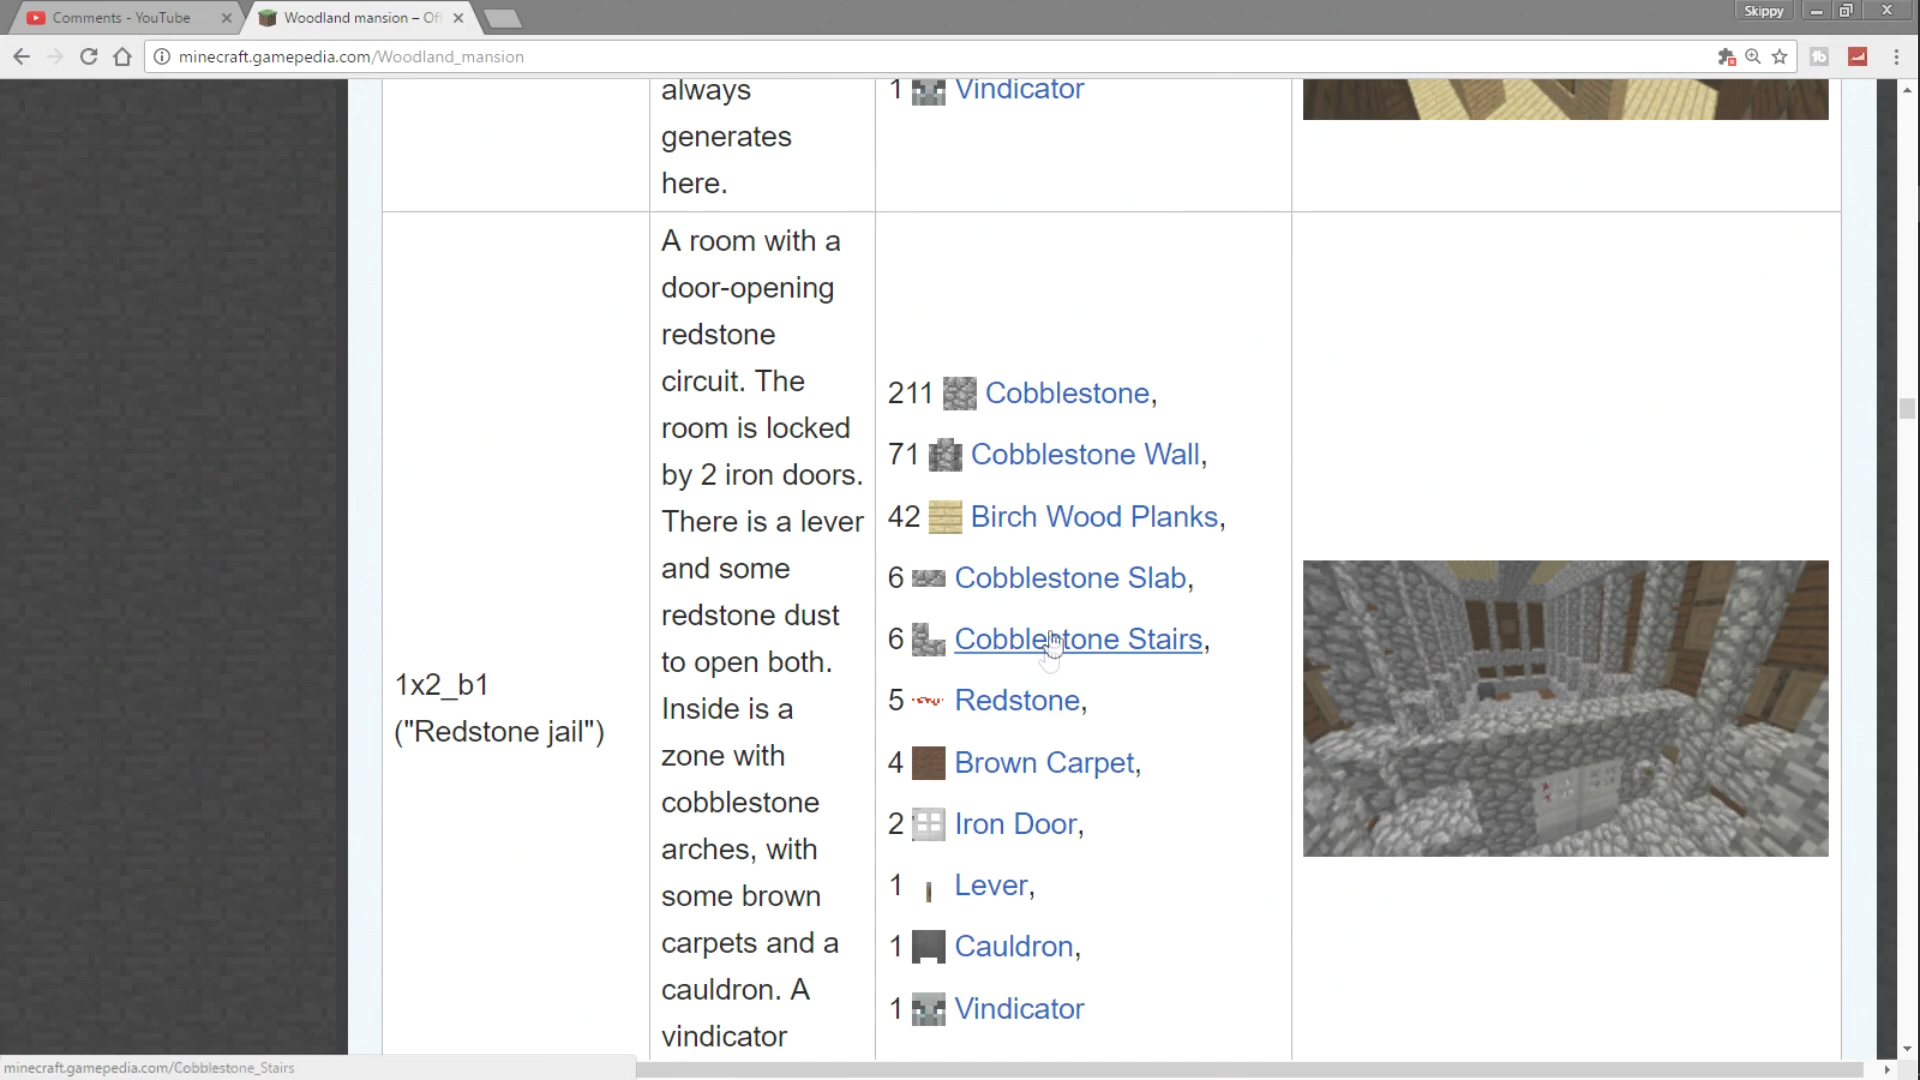 Comments - YouTube
Woodland mansion – Off
Skippy
minecraft.gamepedia.com/Woodland_mansion
always
generates
here.
1 Vindicator
1x2_b1
("Redstone jail")
A room with a
door-opening
redstone
circuit. The
room is locked
by 2 iron doors.
There is a lever
and some
redstone dust
to open both.
Inside is a
zone with
cobblestone
arches, with
some brown
carpets and a
cauldron. A
vindicator
211 Cobblestone,
71 Cobblestone Wall,
42 Birch Wood Planks,
6 Cobblestone Slab,
6 Cobblestone Stairs,
5 Redstone,
4 Brown Carpet,
2 Iron Door,
1 Lever,
1 Cauldron,
1 Vindicator
minecraft.gamepedia.com/Cobblestone_Stairs